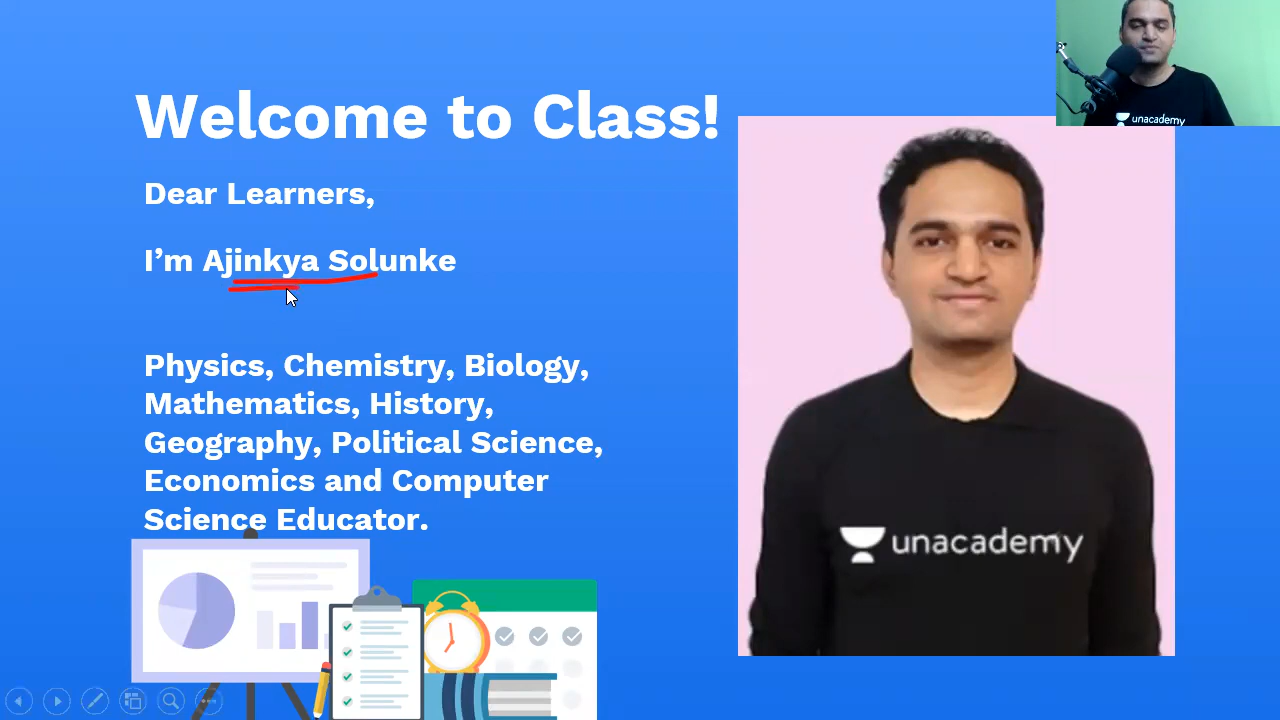 Welcome to Class!
Dear Learners,
I’m Ajinkya Solunke
Physics, Chemistry, Biology,
Mathematics, History,
Geography, Political Science,
Economics and Computer
Science Educator.
unacademy
unacademy